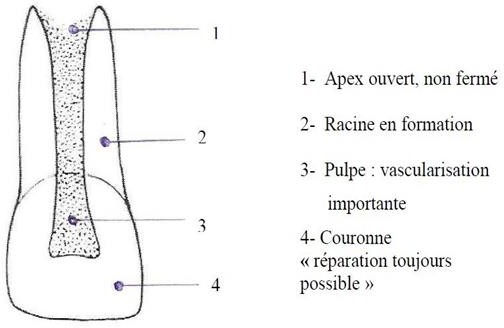 1
2
3
4
1- Apex ouvert, non fermé
2- Racine en formation
3- Pulpe : vascularisation
importante
4- Couronne
« réparation toujours
possible »